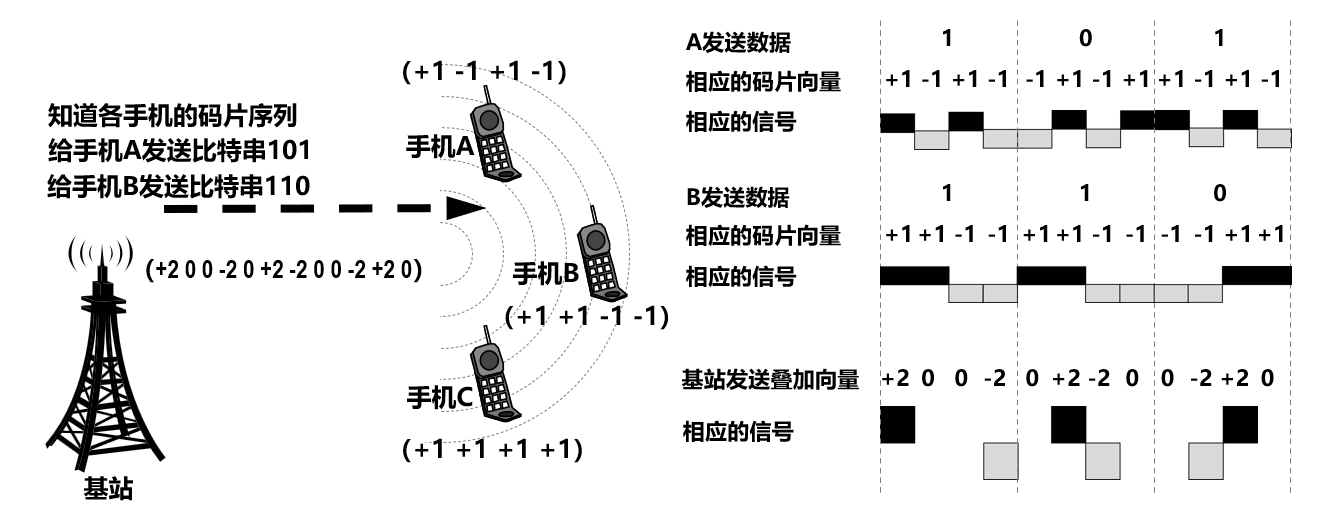 (+1 -1 +1 -1)
知道各手机的码片序列
给手机A发送比特串101
给手机B发送比特串110
手机A
(+2 0 0 -2 0 +2 -2 0 0 -2 +2 0)
手机B
(+1 +1 -1 -1)
手机C
(+1 +1 +1 +1)
基站
A发送数据 1 0 1
相应的码片向量 +1 -1 +1 -1 -1 +1 -1 +1 +1 -1 +1 -1
相应的信号
B发送数据 1 1 0
相应的码片向量 +1 +1 -1 -1 +1 +1 -1 -1 -1 -1 +1 +1
相应的信号
基站发送叠加向量 +2 0 0 -2 0 +2 -2 0 0 -2 +2 0
相应的信号